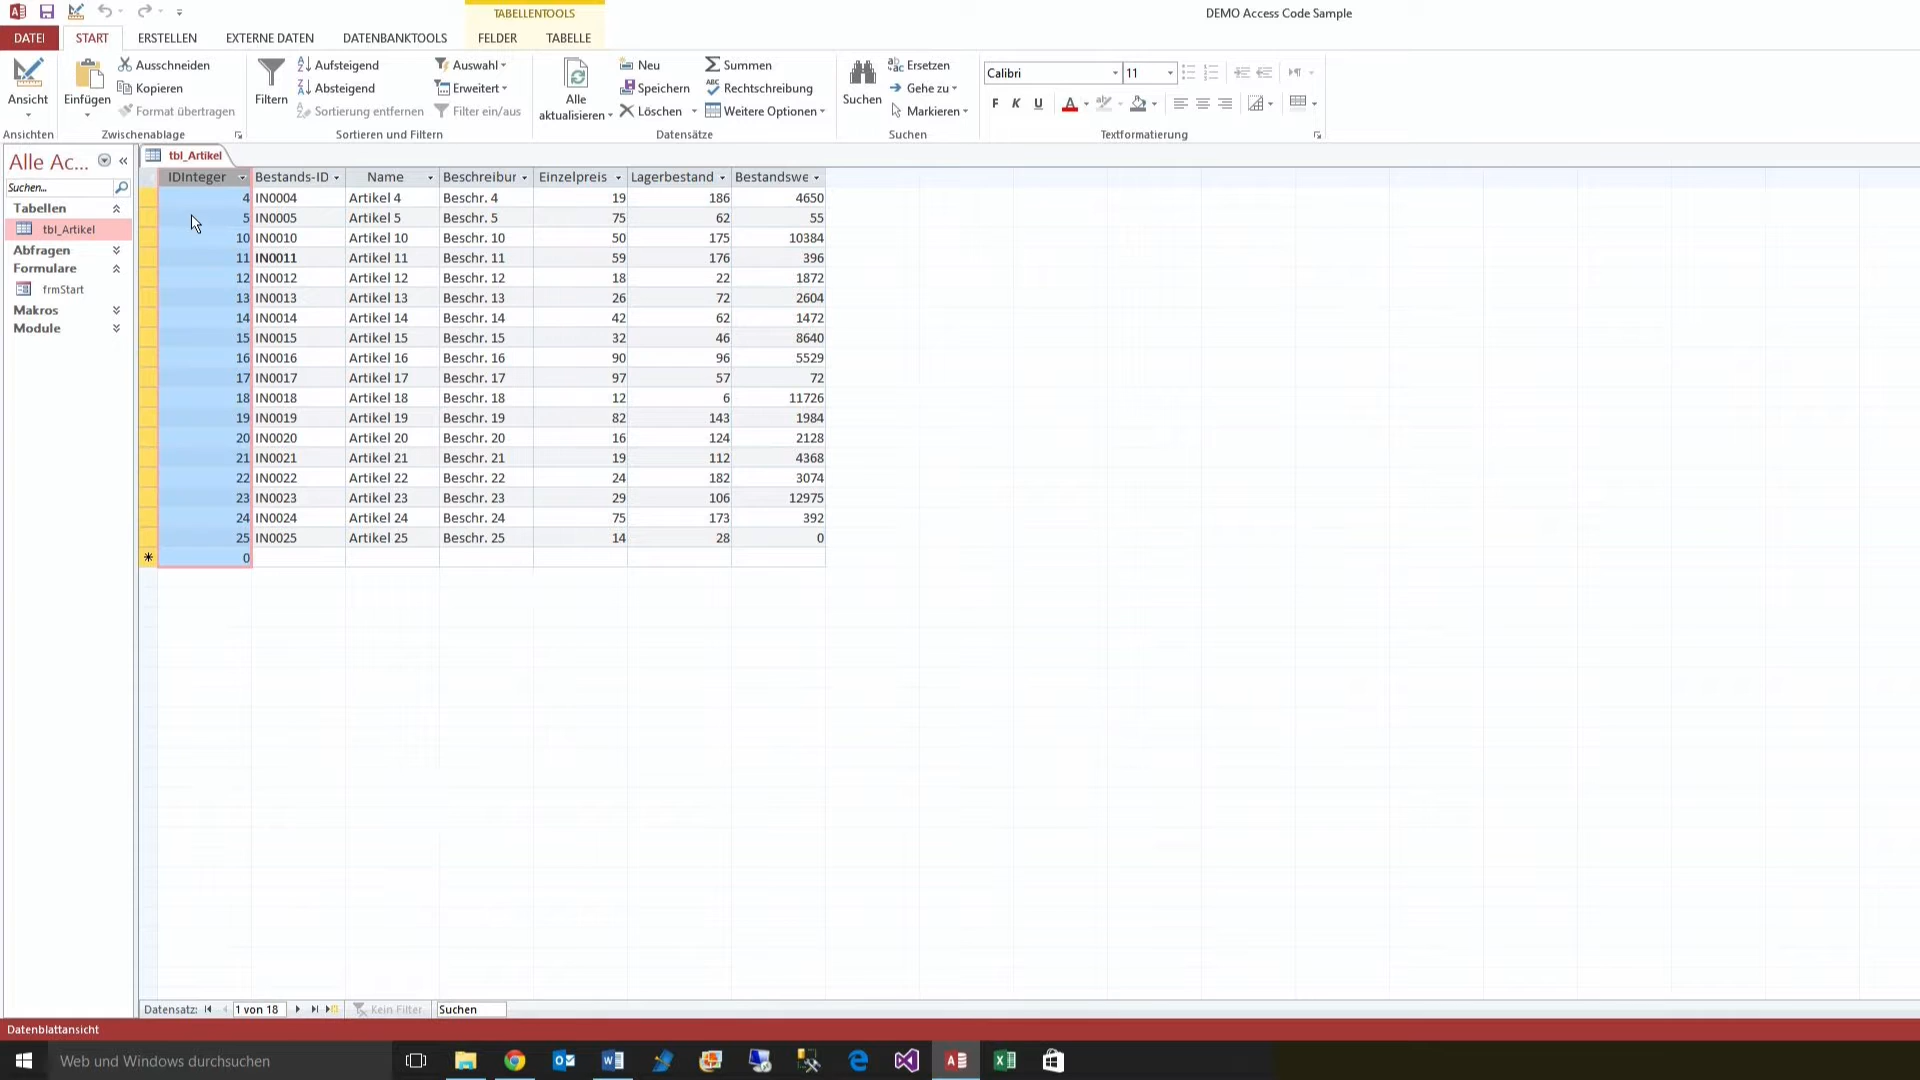 DEMO Access Code Sample
TABELLENTOOLS
DATEI START ERSTELLEN EXTERNE DATEN DATENBANKTOOLS FELDER TABELLE
Ausschneiden Aufsteigend Auswahl Neu Summen Ersetzen Calibri 11
Kopieren Absteigend Erweitert Speichern Rechtschreibung Gehe zu
Ansicht Einfügen Filtern Alle Suchen F K U A
Format übertragen Sortierung entfernen Filter ein/aus aktualisieren Löschen Weitere Optionen Markieren
Ansichten Zwischenablage Sortieren und Filtern Datensätze Suchen Textformatierung
Alle Ac... tbl_Artikel
Suchen...
Tabellen
tbl_Artikel
Abfragen
Formulare
frmStart
Makros
Module
IDInteger Bestands-ID Name Beschreibur Einzelpreis Lagerbestand Bestandswe
4 IN0004 Artikel 4 Beschr. 4 19 186 4650
5 IN0005 Artikel 5 Beschr. 5 75 62 55
10 IN0010 Artikel 10 Beschr. 10 50 175 10384
11 IN0011 Artikel 11 Beschr. 11 59 176 396
12 IN0012 Artikel 12 Beschr. 12 18 22 1872
13 IN0013 Artikel 13 Beschr. 13 26 72 2604
14 IN0014 Artikel 14 Beschr. 14 42 62 1472
15 IN0015 Artikel 15 Beschr. 15 32 46 8640
16 IN0016 Artikel 16 Beschr. 16 90 96 5529
17 IN0017 Artikel 17 Beschr. 17 97 57 72
18 IN0018 Artikel 18 Beschr. 18 12 6 11726
19 IN0019 Artikel 19 Beschr. 19 82 143 1984
20 IN0020 Artikel 20 Beschr. 20 16 124 2128
21 IN0021 Artikel 21 Beschr. 21 19 112 4368
22 IN0022 Artikel 22 Beschr. 22 24 182 3074
23 IN0023 Artikel 23 Beschr. 23 29 106 12975
24 IN0024 Artikel 24 Beschr. 24 75 173 392
25 IN0025 Artikel 25 Beschr. 25 14 28 0
* 0
Datensatz: 1 von 18 Kein Filter Suchen
Datenblattansicht
Web und Windows durchsuchen